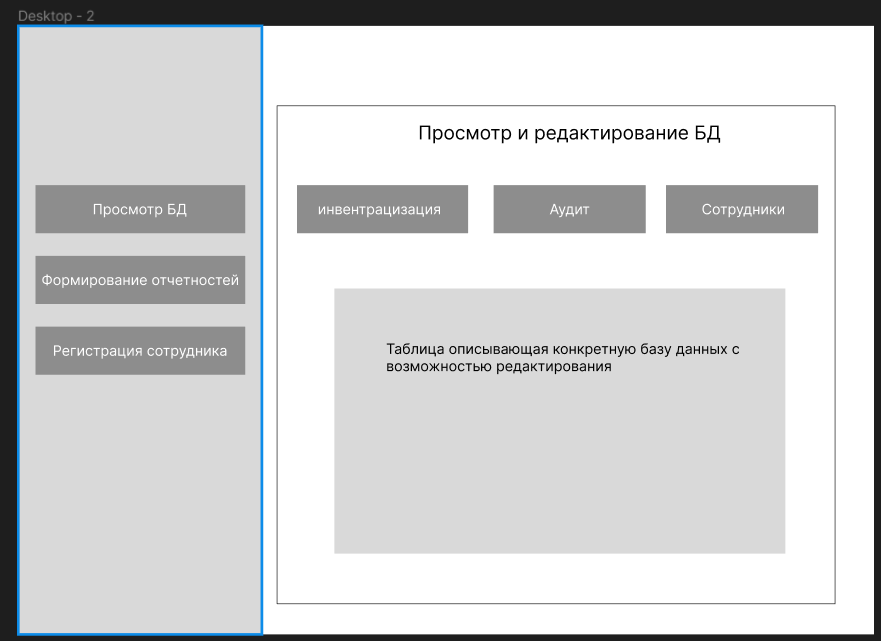 Desktop - 2
Просмотр и редактирование БД
Просмотр БД
инвентрацизация
Аудит
Сотрудники
Формирование отчетностей
Регистрация сотрудника
Таблица описывающая конкретную базу данных с
возможностью редактирования